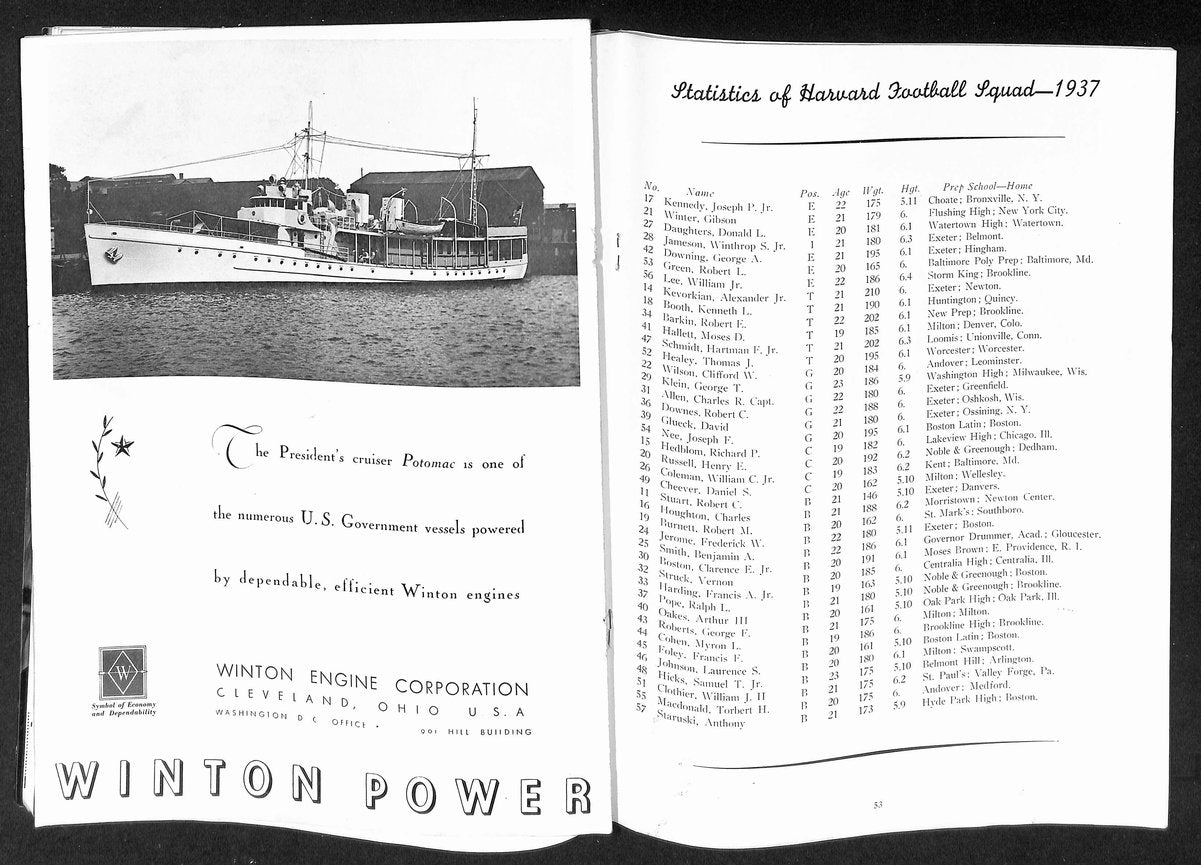 The President's cruiser Potomac is one of
the numerous U.S. Government vessels powered
by dependable, efficient Winton engines
W
Symbol of Economy
and Dependability
WINTON ENGINE CORPORATION
CLEVELAND, OHIO U.S.A
WASHINGTON D C OFFICE • 901 HILL BUILDING
WINTON POWER
Statistics of Harvard Football Squad—1937
No. Name Pos. Age Wgt. Hgt. Prep School—Home
17 Kennedy, Joseph P. Jr. E 22 175 5.11 Choate; Bronxville, N. Y.
21 Winter, Gibson E 21 179 6. Flushing High; New York City.
27 Daughters, Donald L. E 20 181 6.1 Watertown High; Watertown.
28 Jameson, Winthrop S. Jr. E 21 180 6.3 Exeter; Belmont.
42 Downing, George A. E 21 195 6.1 Exeter; Hingham.
53 Green, Robert L. E 20 165 6. Baltimore Poly Prep; Baltimore, Md.
56 Lee, William Jr. E 22 186 6.4 Storm King; Brookline.
14 Kevorkian, Alexander Jr. T 21 210 6. Exeter; Newton.
18 Booth, Kenneth L. T 21 190 6.1 Huntington; Quincy.
34 Barkin, Robert E. T 22 202 6.1 New Prep; Brookline.
41 Hallett, Moses D. T 19 185 6.1 Milton; Denver, Colo.
47 Schmidt, Hartman F. Jr. T 21 202 6.3 Loomis; Unionville, Conn.
52 Healey, Thomas J. T 20 195 6.1 Worcester; Worcester.
22 Wilson, Clifford W. G 20 184 6. Andover; Leominster.
29 Klein, George T. G 23 186 5.9 Washington High; Milwaukee, Wis.
31 Allen, Charles R. Capt. G 22 180 6. Exeter; Greenfield.
36 Downes, Robert C. G 22 188 6. Exeter; Oshkosh, Wis.
39 Glueck, David G 21 180 6. Exeter; Ossining, N. Y.
54 Nee, Joseph F. G 20 195 6.1 Boston Latin; Boston.
15 Hedblom, Richard P. C 19 182 6. Lakeview High; Chicago, Ill.
20 Russell, Henry E. C 20 192 6.2 Noble & Greenough; Dedham.
26 Coleman, William C. Jr. C 19 183 6.2 Kent; Baltimore, Md.
49 Cheever, Daniel S. C 20 162 5.10 Milton; Wellesley.
11 Stuart, Robert C. B 21 146 5.10 Exeter; Danvers.
16 Houghton, Charles B 21 188 6.2 Morristown; Newton Center.
19 Burnett, Robert M. B 20 162 6. St. Mark's; Southboro.
24 Jerome, Frederick W. B 22 180 5.11 Exeter; Boston.
25 Smith, Benjamin A. B 22 186 6.1 Governor Drummer, Acad.; Gloucester.
30 Boston, Clarence E. Jr. B 20 191 6.1 Moses Brown; E. Providence, R. I.
32 Struck, Vernon B 20 185 6. Centralia High; Centralia, Ill.
33 Harding, Francis A. Jr. B 19 163 5.10 Noble & Greenough; Boston.
37 Pope, Ralph L. B 21 180 5.10 Noble & Greenough; Brookline.
40 Oakes, Arthur III B 20 161 5.10 Oak Park High; Oak Park, Ill.
43 Roberts, George F. B 21 175 6. Milton; Milton.
44 Cohen, Myron L. B 19 186 6. Brookline High; Brookline.
45 Foley, Francis F. B 20 161 5.10 Boston Latin; Boston.
46 Johnson, Laurence S. B 20 180 6.1 Milton; Swampscott.
48 Hicks, Samuel T. Jr. B 23 175 5.10 Belmont Hill; Arlington.
51 Clothier, William J. II B 21 175 6.2 St. Paul's; Valley Forge, Pa.
55 Macdonald, Torbert H. B 20 175 6. Andover; Medford.
57 Staruski, Anthony B 21 173 5.9 Hyde Park High; Boston.
53